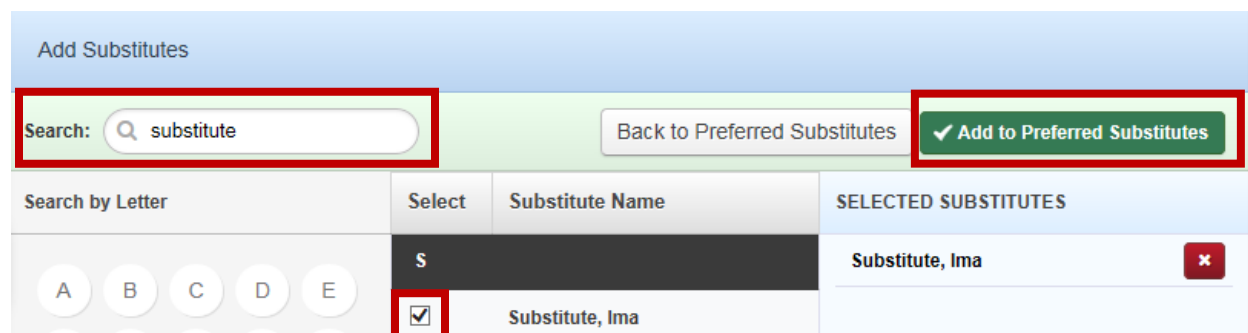 Add Substitutes
Search: substitute
Back to Preferred Substitutes
Add to Preferred Substitutes
Search by Letter
Select
Substitute Name
SELECTED SUBSTITUTES
S
Substitute, Ima
A B C D E
Substitute, Ima